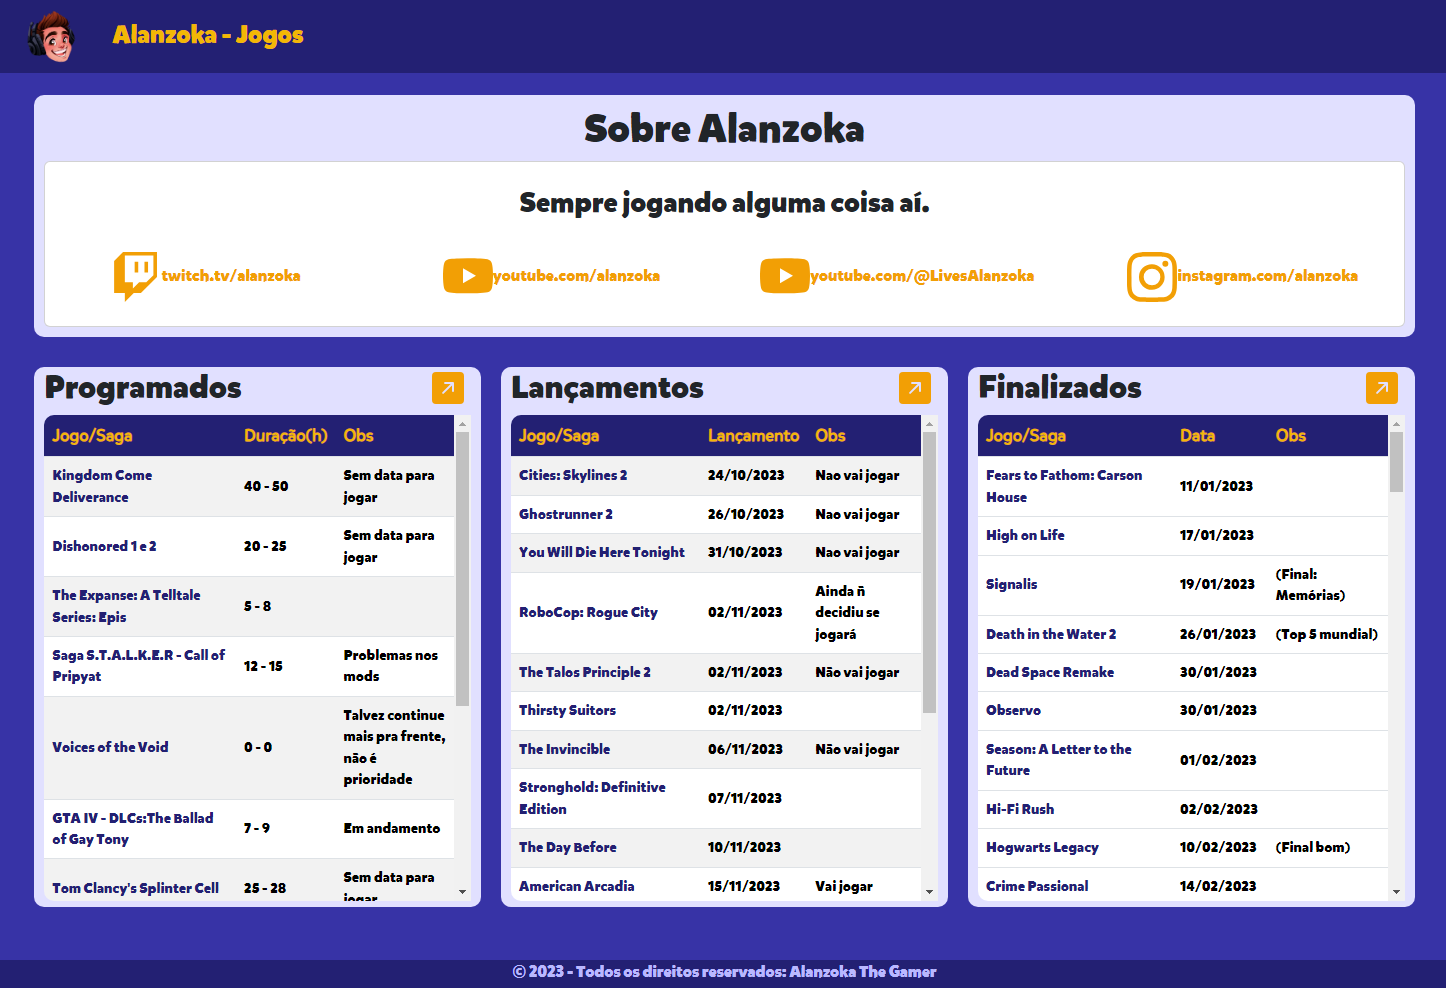 Alanzoka - Jogos
Sobre Alanzoka
Sempre jogando alguma coisa aí.
twitch.tv/alanzoka
youtube.com/alanzoka
youtube.com/@LivesAlanzoka
instagram.com/alanzoka
Programados
Jogo/Saga Duração(h) Obs
Kingdom Come Deliverance 40 - 50 Sem data para jogar
Dishonored 1 e 2 20 - 25 Sem data para jogar
The Expanse: A Telltale Series: Epis 5 - 8
Saga S.T.A.L.K.E.R - Call of Pripyat 12 - 15 Problemas nos mods
Voices of the Void 0 - 0 Talvez continue mais pra frente, não é prioridade
GTA IV - DLCs:The Ballad of Gay Tony 7 - 9 Em andamento
Tom Clancy's Splinter Cell 25 - 28 Sem data para jogar
Lançamentos
Jogo/Saga Lançamento Obs
Cities: Skylines 2 24/10/2023 Nao vai jogar
Ghostrunner 2 26/10/2023 Nao vai jogar
You Will Die Here Tonight 31/10/2023 Nao vai jogar
RoboCop: Rogue City 02/11/2023 Ainda ñ decidiu se jogará
The Talos Principle 2 02/11/2023 Não vai jogar
Thirsty Suitors 02/11/2023
The Invincible 06/11/2023 Não vai jogar
Stronghold: Definitive Edition 07/11/2023
The Day Before 10/11/2023
American Arcadia 15/11/2023 Vai jogar
Finalizados
Jogo/Saga Data Obs
Fears to Fathom: Carson House 11/01/2023
High on Life 17/01/2023
Signalis 19/01/2023 (Final: Memórias)
Death in the Water 2 26/01/2023 (Top 5 mundial)
Dead Space Remake 30/01/2023
Observo 30/01/2023
Season: A Letter to the Future 01/02/2023
Hi-Fi Rush 02/02/2023
Hogwarts Legacy 10/02/2023 (Final bom)
Crime Passional 14/02/2023
© 2023 - Todos os direitos reservados: Alanzoka The Gamer